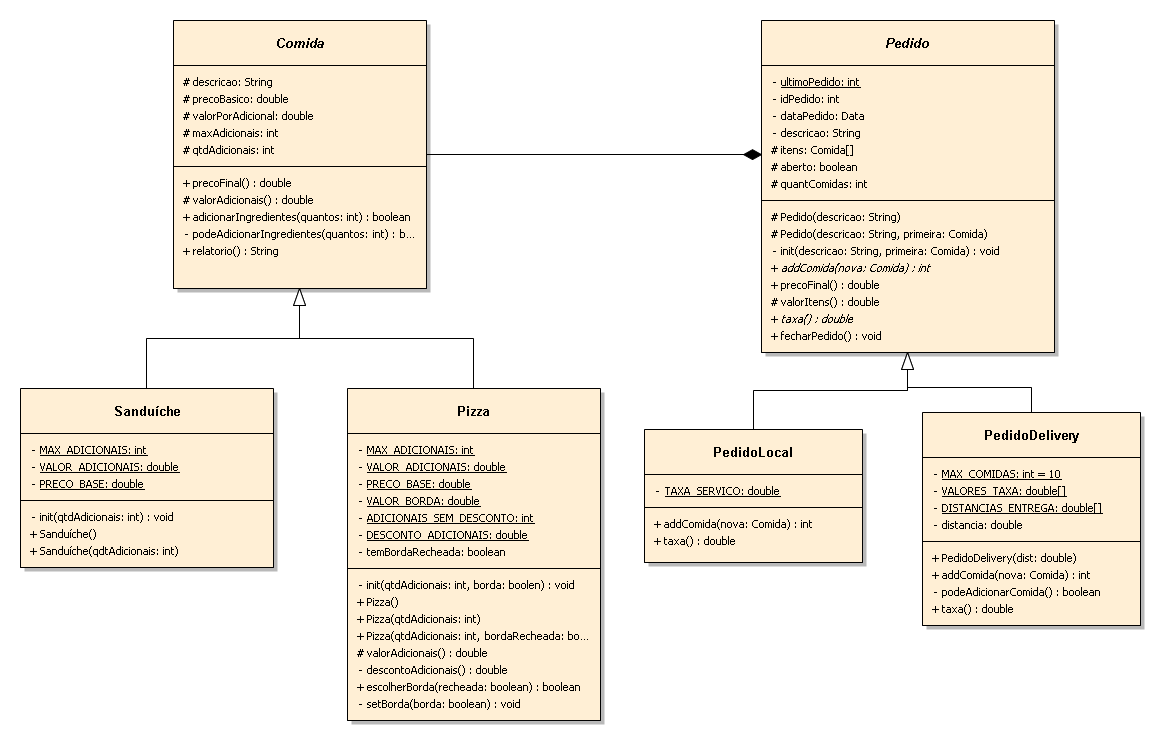 Comida
# descricao: String
# precoBasico: double
# valorPorAdicional: double
# maxAdicionais: int
# qtdAdicionais: int
+ precoFinal() : double
# valorAdicionais() : double
+ adicionarIngredientes(quantos: int) : boolean
- podeAdicionarIngredientes(quantos: int) : b...
+ relatorio() : String
Pedido
- ultimoPedido: int
- idPedido: int
- dataPedido: Data
- descricao: String
# itens: Comida[]
# aberto: boolean
# quantComidas: int
# Pedido(descricao: String)
# Pedido(descricao: String, primeira: Comida)
- init(descricao: String, primeira: Comida) : void
+ addComida(nova: Comida) : int
+ precoFinal() : double
# valorItens() : double
+ taxa() : double
+ fecharPedido() : void
Sanduíche
- MAX_ADICIONAIS: int
- VALOR_ADICIONAIS: double
- PRECO_BASE: double
- init(qtdAdicionais: int) : void
+ Sanduíche()
+ Sanduíche(qdtAdicionais: int)
Pizza
- MAX_ADICIONAIS: int
- VALOR_ADICIONAIS: double
- PRECO_BASE: double
- VALOR_BORDA: double
- ADICIONAIS_SEM_DESCONTO: int
- DESCONTO_ADICIONAIS: double
- temBordaRecheada: boolean
- init(qtdAdicionais: int, borda: boolen) : void
+ Pizza()
+ Pizza(qtdAdicionais: int)
+ Pizza(qtdAdicionais: int, bordaRecheada: bo...
# valorAdicionais() : double
- descontoAdicionais() : double
+ escolherBorda(recheada: boolean) : boolean
- setBorda(borda: boolean) : void
PedidoLocal
- TAXA_SERVICO: double
+ addComida(nova: Comida) : int
+ taxa() : double
PedidoDelivery
- MAX_COMIDAS: int = 10
- VALORES_TAXA: double[]
- DISTANCIAS_ENTREGA: double[]
- distancia: double
+ PedidoDelivery(dist: double)
+ addComida(nova: Comida) : int
- podeAdicionarComida() : boolean
+ taxa() : double